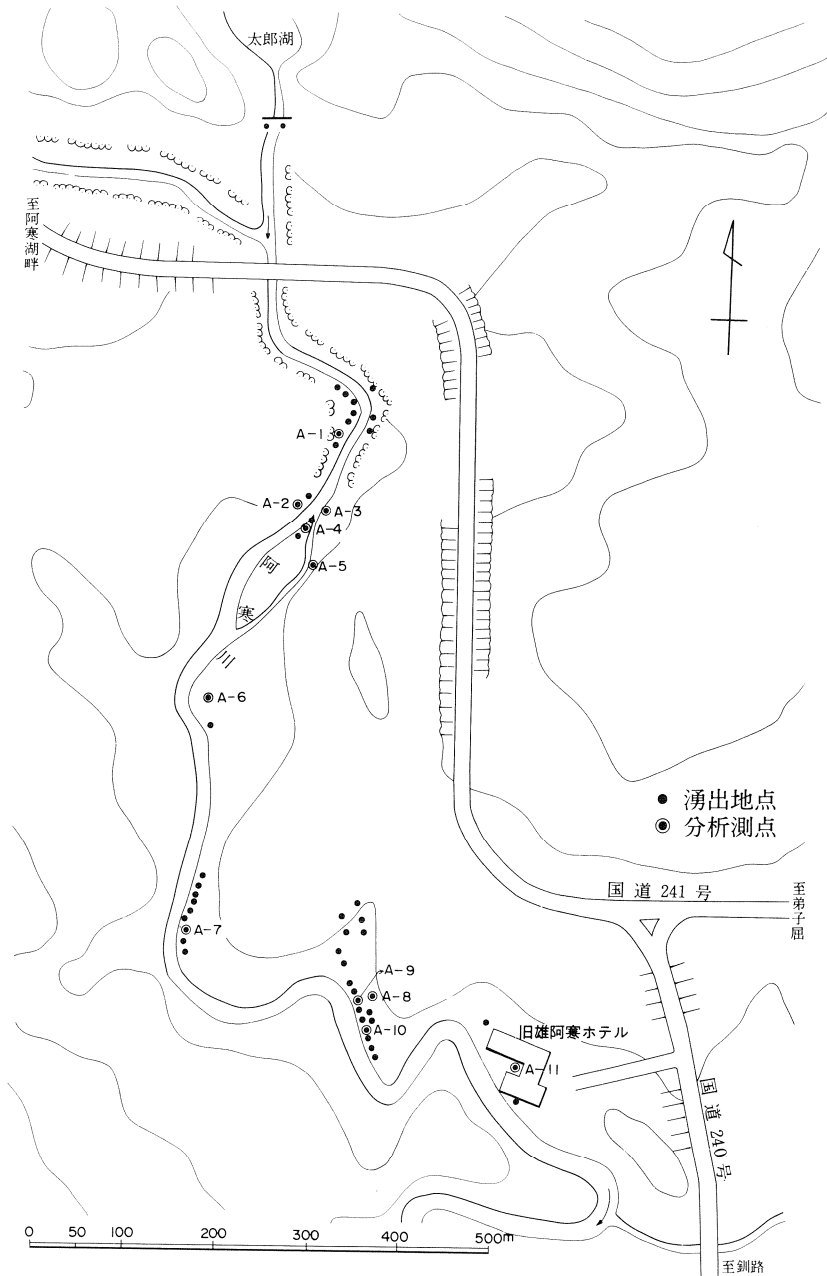 太郎湖
至阿寒湖畔
A-1
A-2
A-3
A-4
A-5
阿寒川
A-6
湧出地点
分析測点
国道 241 号
至弟子屈
A-7
A-9
A-8
A-10
旧雄阿寒ホテル
A-11
国道 240 号
0 50 100 200 300 400 500m
至釧路